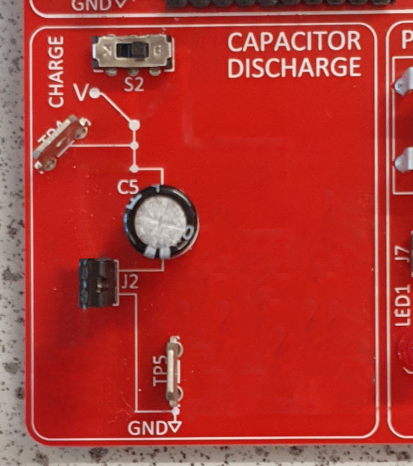 GND
CHARGE
CAPACITOR
DISCHARGE
S2
V
C5
J2
J7
LED1
TP5
GND